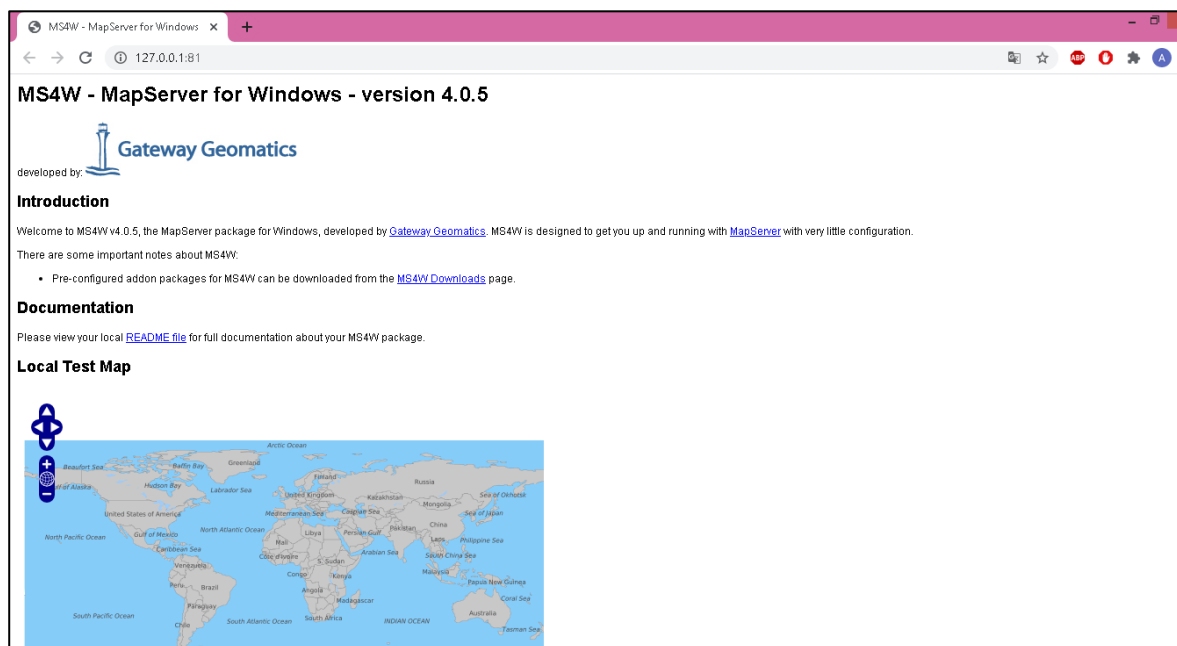 MS4W - MapServer for Windows
127.0.0.1:81
ABP
A
MS4W - MapServer for Windows - version 4.0.5
Gateway Geomatics
developed by:
Introduction
Welcome to MS4W v4.0.5, the MapServer package for Windows, developed by Gateway Geomatics. MS4W is designed to get you up and running with MapServer with very little configuration.
There are some important notes about MS4W:
Pre-configured addon packages for MS4W can be downloaded from the MS4W Downloads page.
Documentation
Please view your local README file for full documentation about your MS4W package.
Local Test Map
Arctic Ocean
Beaufort Sea Baffin Bay Greenland
Finland Russia
Gulf of Alaska Hudson Bay Labrador Sea United Kingdom Kazakhstan Sea of Okhotsk
Mongolia
United States of America Mediterranean Sea Caspian Sea Sea of Japan
North Pacific Ocean Gulf of Mexico North Atlantic Ocean Libya Persian Gulf Pakistan China
Mali Laos Philippine Sea
Caribbean Sea Côte d'Ivoire S. Sudan Arabian Sea South China Sea
Venezuela Congo Kenya Malaysia
Peru Brazil Angola Papua New Guinea
Paraguay Madagascar Coral Sea
South Pacific Ocean Chile South Atlantic Ocean South Africa INDIAN OCEAN Australia
Tasman Sea